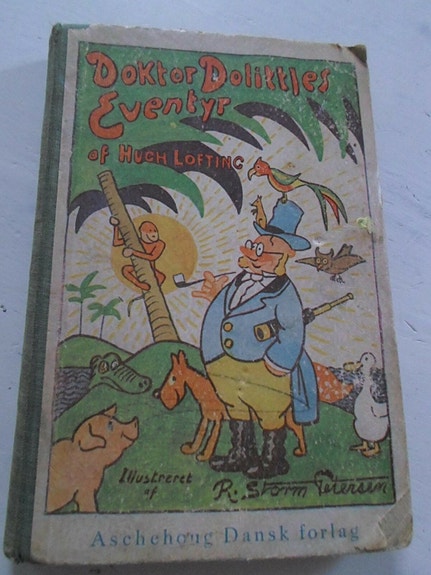 Doktor Dolittles
Eventyr
af HUGH LOFTING
Illustreret
af R. Storm Petersen
Aschehoug Dansk forlag